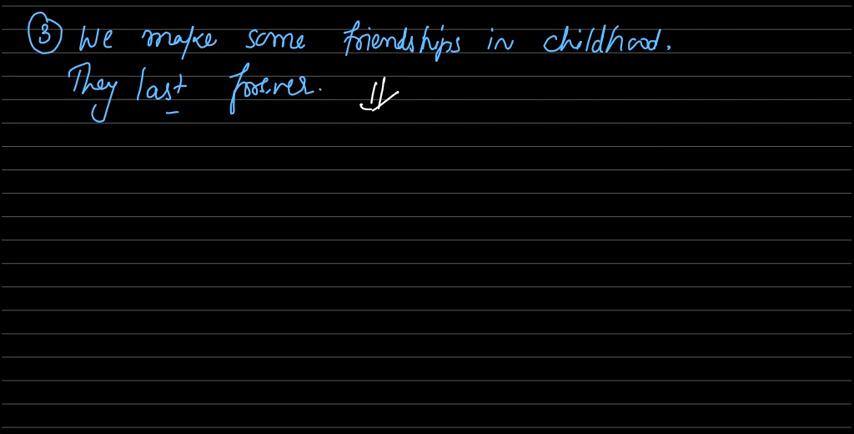 ③ We make some friendships in childhood.
They last forever.